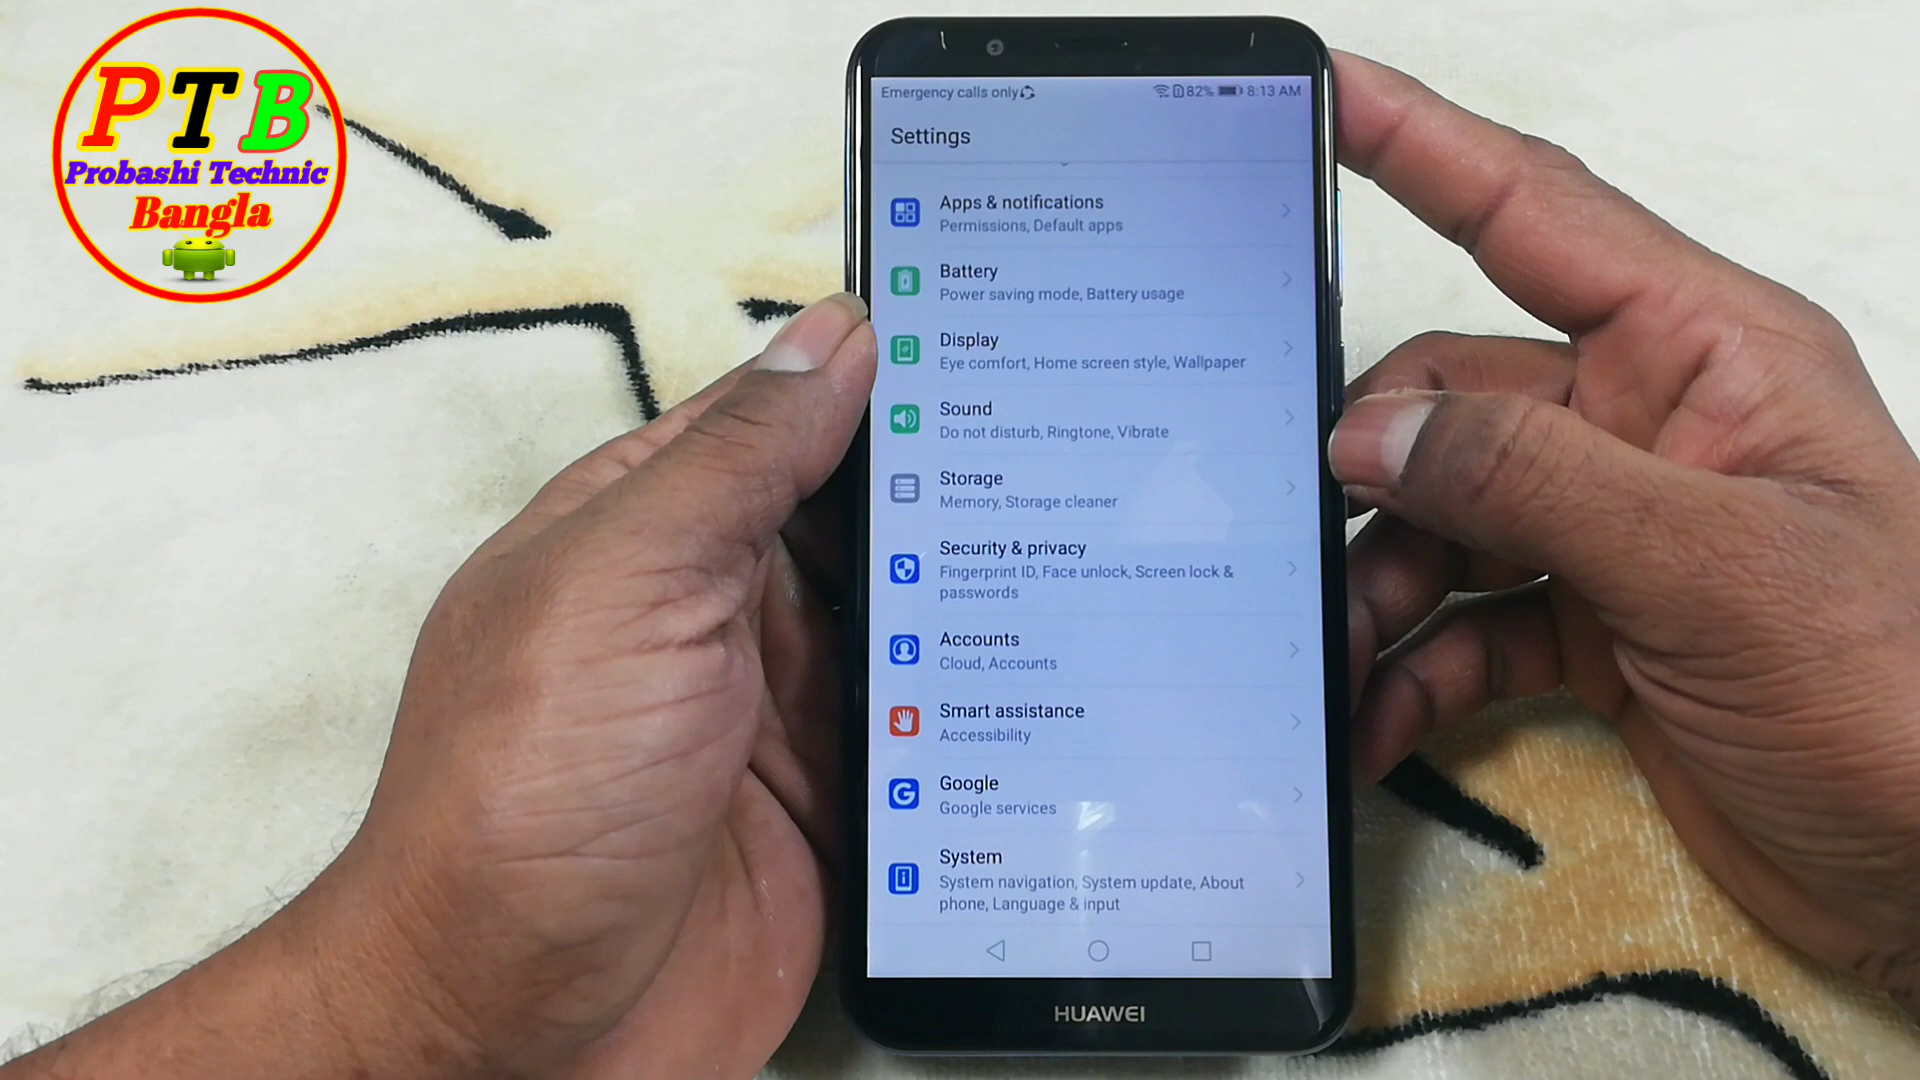 PTB
Probashi Technic
Bangla
Emergency calls only
82% 8:13 AM
Settings
Apps & notifications
Permissions, Default apps
Battery
Power saving mode, Battery usage
Display
Eye comfort, Home screen style, Wallpaper
Sound
Do not disturb, Ringtone, Vibrate
Storage
Memory, Storage cleaner
Security & privacy
Fingerprint ID, Face unlock, Screen lock &
passwords
Accounts
Cloud, Accounts
Smart assistance
Accessibility
Google
Google services
System
System navigation, System update, About
phone, Language & input
HUAWEI